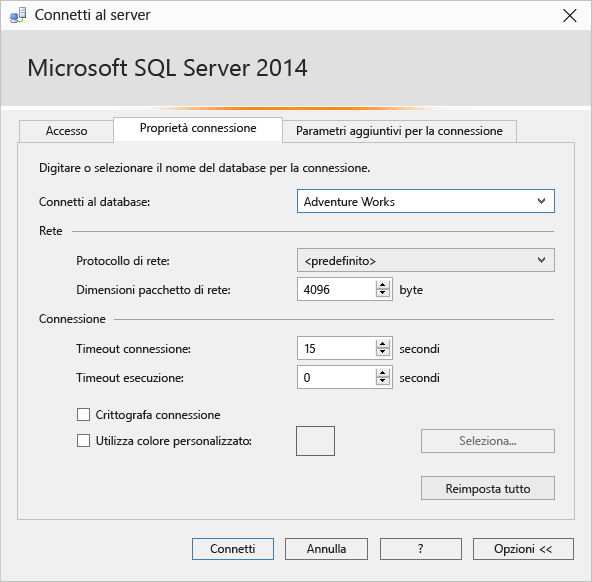 Connetti al server
Microsoft SQL Server 2014
Accesso Proprietà connessione Parametri aggiuntivi per la connessione
Digitare o selezionare il nome del database per la connessione.
Connetti al database: Adventure Works
Rete
Protocollo di rete: <predefinito>
Dimensioni pacchetto di rete: 4096 byte
Connessione
Timeout connessione: 15 secondi
Timeout esecuzione: 0 secondi
Crittografa connessione
Utilizza colore personalizzato: Seleziona...
Reimposta tutto
Connetti Annulla ? Opzioni <<